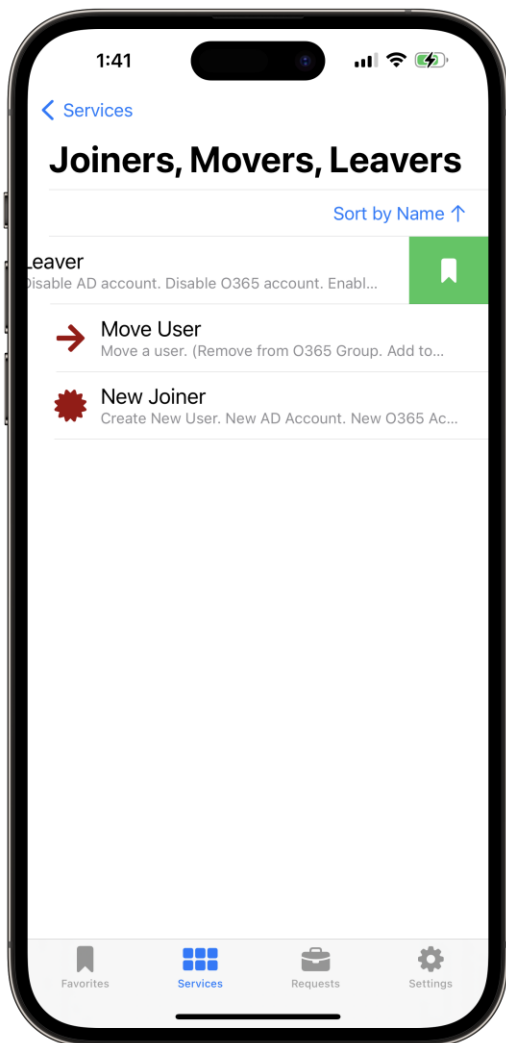 1:41
Services
Joiners, Movers, Leavers
Sort by Name ↑
Leaver
Disable AD account. Disable O365 account. Enabl...
Move User
Move a user. (Remove from O365 Group. Add to...
New Joiner
Create New User. New AD Account. New O365 Ac...
Favorites
Services
Requests
Settings